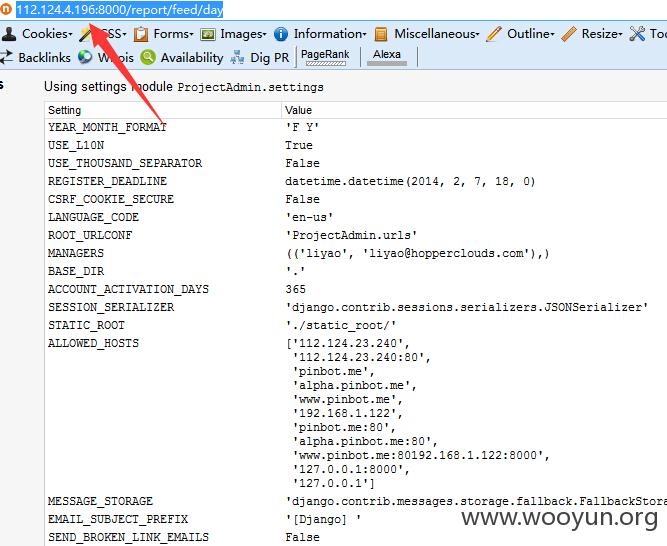 112.124.4.196:8000/report/feed/day
Cookies CSS Forms Images Information Miscellaneous Outline Resize
Backlinks Whois Availability Dig PR PageRank Alexa
Using settings module ProjectAdmin.settings
Setting Value
YEAR_MONTH_FORMAT 'F Y'
USE_L10N True
USE_THOUSAND_SEPARATOR False
REGISTER_DEADLINE datetime.datetime(2014, 2, 7, 18, 0)
CSRF_COOKIE_SECURE False
LANGUAGE_CODE 'en-us'
ROOT_URLCONF 'ProjectAdmin.urls'
MANAGERS (('liyao', 'liyao@hopperclouds.com'),)
BASE_DIR '.'
ACCOUNT_ACTIVATION_DAYS 365
SESSION_SERIALIZER 'django.contrib.sessions.serializers.JSONSerializer'
STATIC_ROOT './static_root/'
ALLOWED_HOSTS ['112.124.23.240',
'112.124.23.240:80',
'pinbot.me',
'alpha.pinbot.me',
'www.pinbot.me',
'192.168.1.122',
'pinbot.me:80',
'alpha.pinbot.me:80',
'www.pinbot.me:80192.168.1.122:8000',
'127.0.0.1:8000',
'127.0.0.1']
MESSAGE_STORAGE 'django.contrib.messages.storage.fallback.FallbackStora
EMAIL_SUBJECT_PREFIX '[Django] '
SEND_BROKEN_LINK_EMAILS False
www.wooyun.org